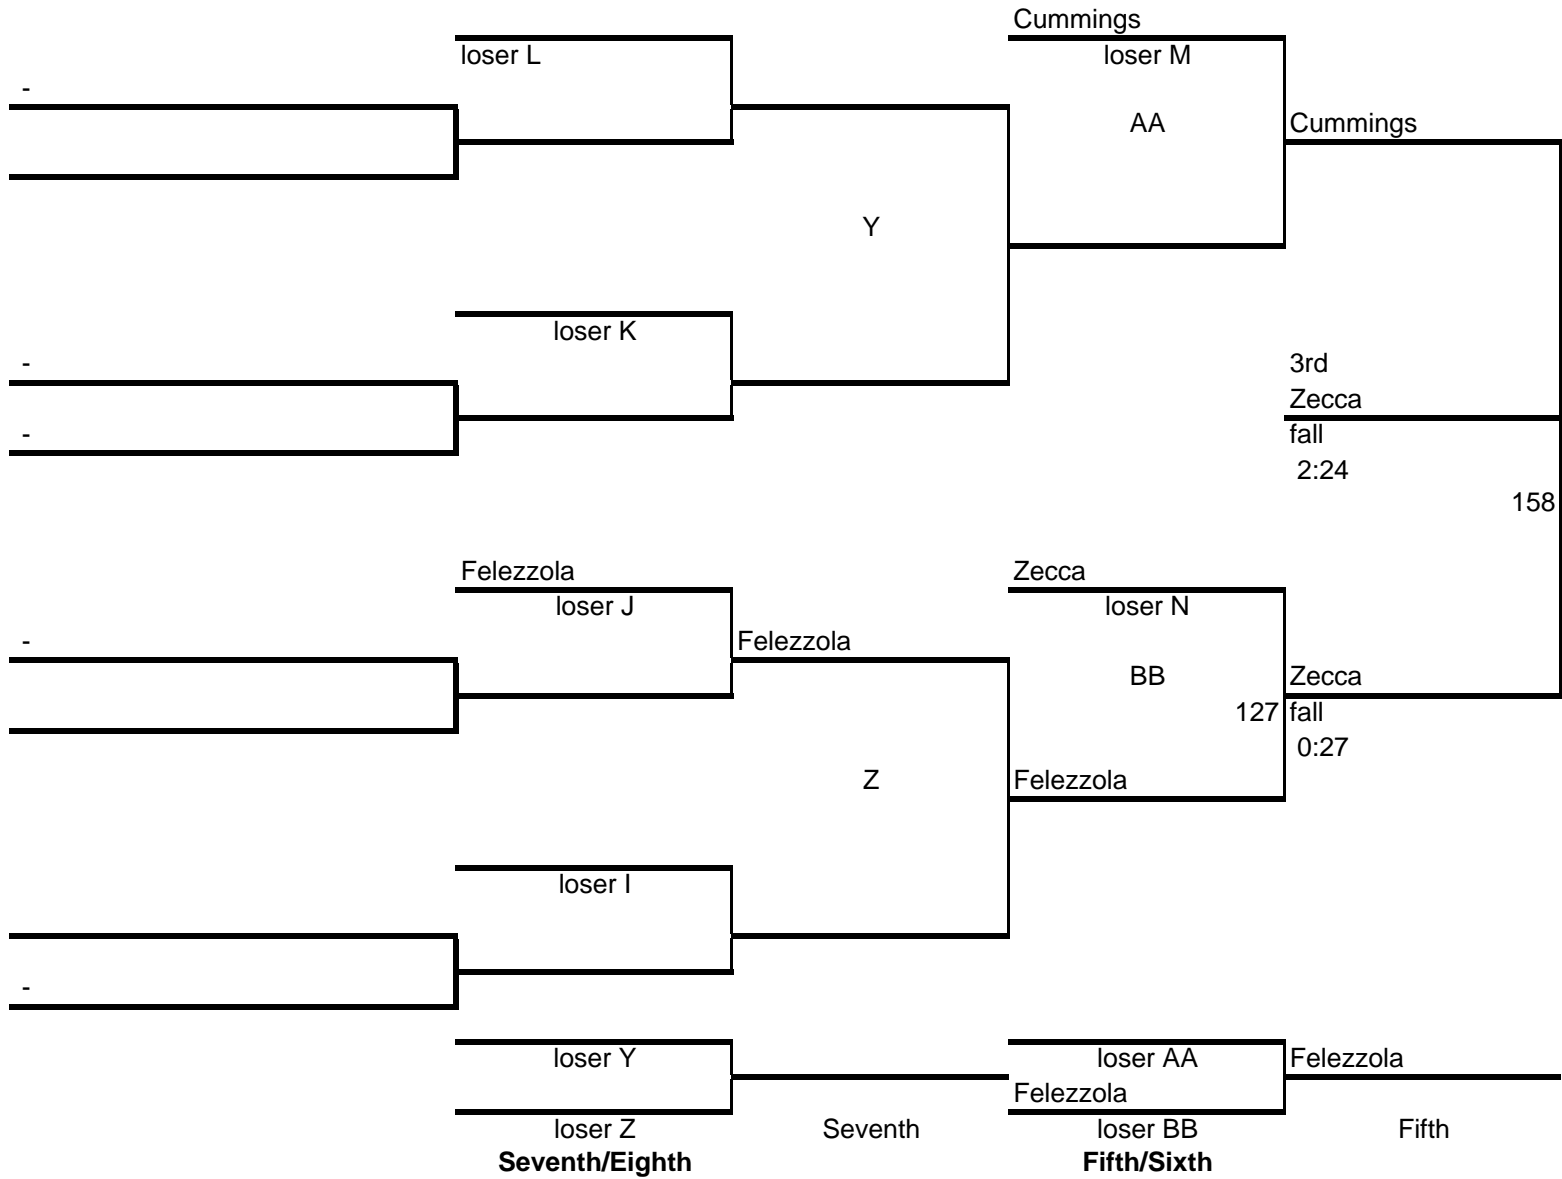 Cummings
loser L
loser M
-
AA
Cummings
Y
loser K
-
3rd
Zecca
-
fall
2:24
158
Felezzola
Zecca
loser J
loser N
-
Felezzola
BB
Zecca
127
fall
0:27
Z
Felezzola
loser I
-
loser Y
loser AA
Felezzola
Felezzola
loser Z
Seventh
loser BB
Fifth
Seventh/Eighth
Fifth/Sixth